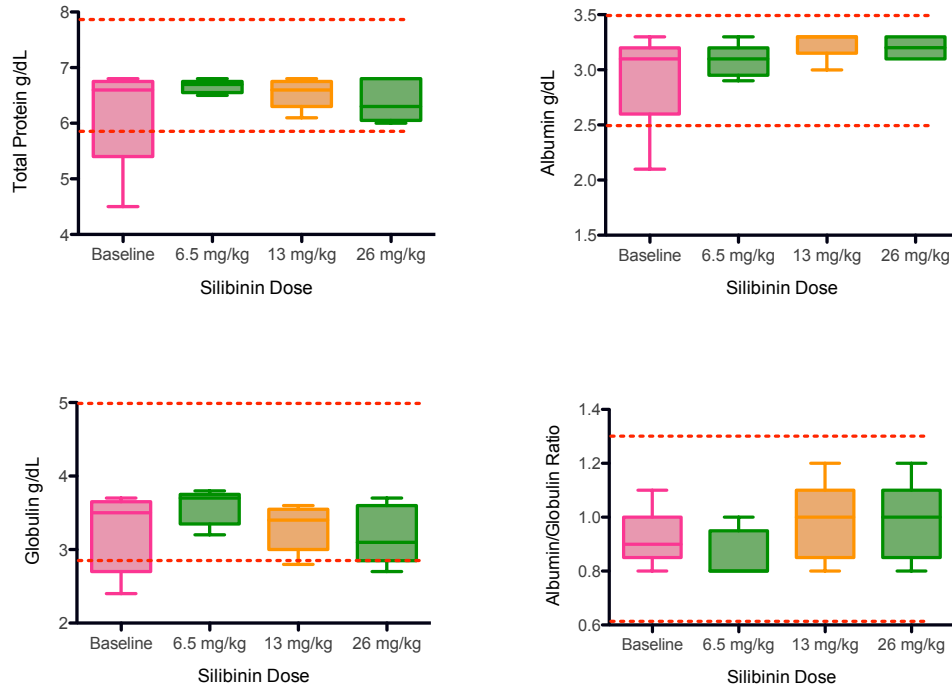 Total Protein g/dL
8
7
6
5
4
Baseline 6.5 mg/kg 13 mg/kg 26 mg/kg
Silibinin Dose
Albumin g/dL
3.5
3.0
2.5
2.0
1.5
Baseline 6.5 mg/kg 13 mg/kg 26 mg/kg
Silibinin Dose
Globulin g/dL
5
4
3
2
Baseline 6.5 mg/kg 13 mg/kg 26 mg/kg
Silibinin Dose
Albumin/Globulin Ratio
1.4
1.2
1.0
0.8
0.6
Baseline 6.5 mg/kg 13 mg/kg 26 mg/kg
Silibinin Dose